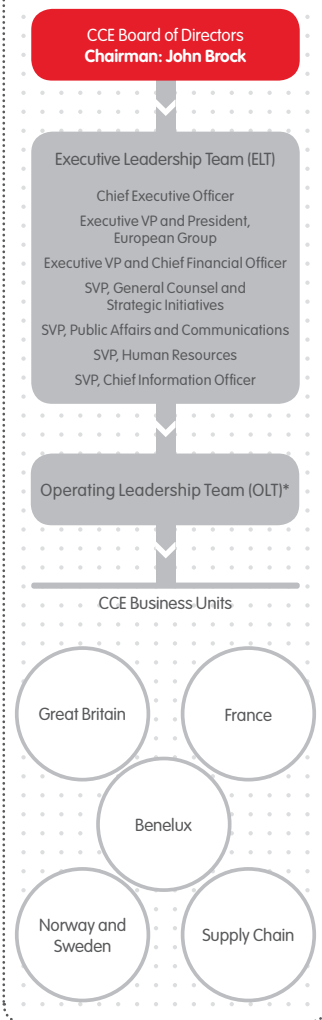 CCE Board of Directors
Chairman: John Brock
Executive Leadership Team (ELT)
Chief Executive Officer
Executive VP and President,
European Group
Executive VP and Chief Financial Officer
SVP, General Counsel and
Strategic Initiatives
SVP, Public Affairs and Communications
SVP, Human Resources
SVP, Chief Information Officer
Operating Leadership Team (OLT)*
CCE Business Units
Great Britain
France
Benelux
Norway and
Sweden
Supply Chain